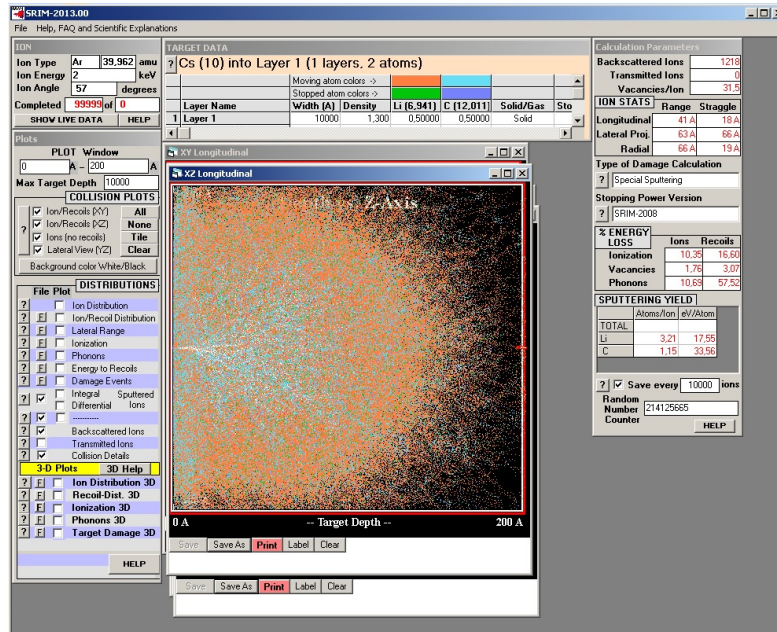 SRIM-2013.00
File Help, FAQ and Scientific Explanations
ION
Ion Type Ar 39,962 amu
Ion Energy 2 keV
Ion Angle 57 degrees
Completed 99999 of 0
SHOW LIVE DATA HELP
Plots
PLOT Window
0 A - 200 A
Max Target Depth 10000
COLLISION PLOTS
? Ion/Recoils (XY) All
Ion/Recoils (XZ) None
Ions (no recoils) Tile
Lateral View (YZ) Clear
Background color White/Black
DISTRIBUTIONS
File Plot
? Ion Distribution
? F Ion/Recoil Distribution
? F Lateral Range
? F Ionization
? F Phonons
? F Energy to Recoils
? F Damage Events
? Integral Sputtered
Differential Ions
? -----------
Backscattered Ions
? Transmitted Ions
? Collision Details
3-D Plots 3D Help
? F Ion Distribution 3D
? F Recoil-Dist. 3D
? F Ionization 3D
? F Phonons 3D
? F Target Damage 3D
HELP
TARGET DATA
? Cs (10) into Layer 1 (1 layers, 2 atoms)
Moving atom colors ->
Stopped atom colors ->
Layer Name Width (A) Density Li (6,941) C (12,011) Solid/Gas Sto
1 Layer 1 10000 1,300 0,50000 0,50000 Solid
XY Longitudinal
XZ Longitudinal
Z-Axis
0 A -- Target Depth -- 200 A
Save Save As Print Label Clear
Save Save As Print Label Clear
Calculation Parameters
Backscattered Ions 1218
Transmitted Ions 0
Vacancies/Ion 31,5
ION STATS Range Straggle
Longitudinal 41 A 18 A
Lateral Proj. 63 A 66 A
Radial 66 A 19 A
Type of Damage Calculation
? Special Sputtering
Stopping Power Version
? SRIM-2008
% ENERGY LOSS Ions Recoils
Ionization 10,35 16,60
Vacancies 1,76 3,07
Phonons 10,69 57,52
SPUTTERING YIELD
Atoms/Ion eV/Atom
TOTAL
Li 3,21 17,55
C 1,15 33,56
? Save every 10000 ions
Random Number Counter 214125665
HELP